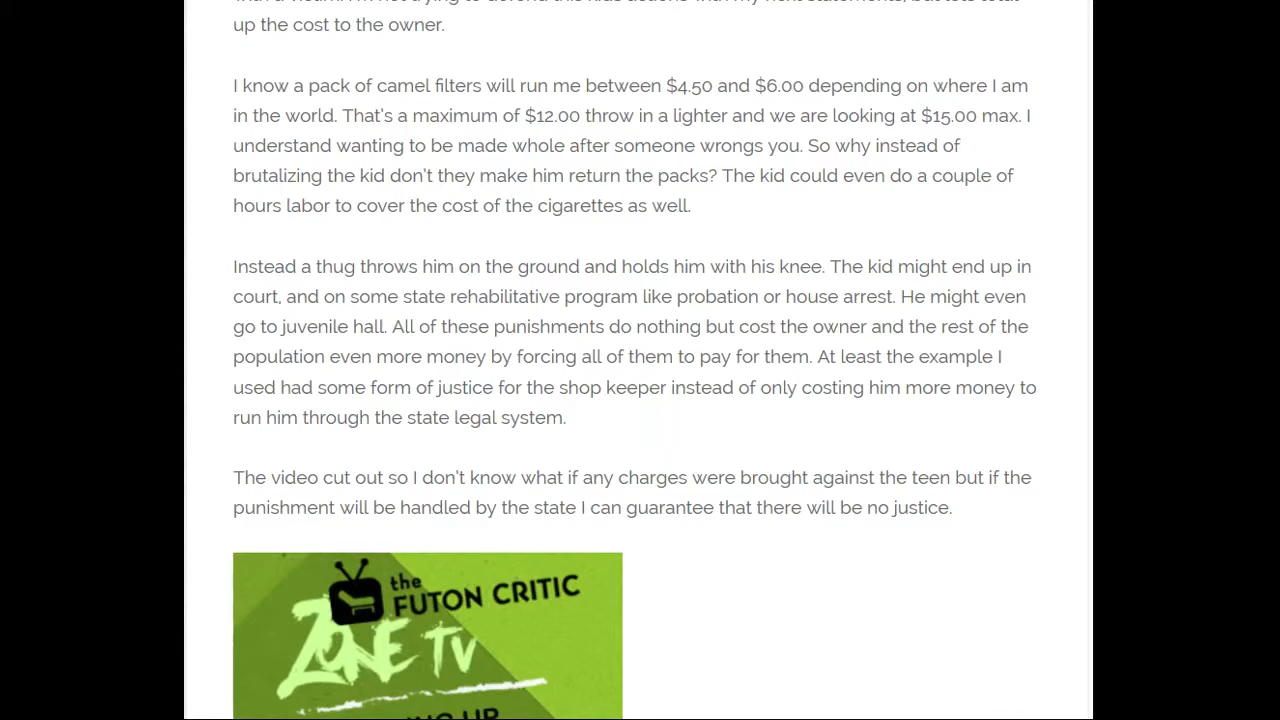 up the cost to the owner.
I know a pack of camel filters will run me between $4.50 and $6.00 depending on where I am
in the world. That's a maximum of $12.00 throw in a lighter and we are looking at $15.00 max. I
understand wanting to be made whole after someone wrongs you. So why instead of
brutalizing the kid don't they make him return the packs? The kid could even do a couple of
hours labor to cover the cost of the cigarettes as well.
Instead a thug throws him on the ground and holds him with his knee. The kid might end up in
court, and on some state rehabilitative program like probation or house arrest. He might even
go to juvenile hall. All of these punishments do nothing but cost the owner and the rest of the
population even more money by forcing all of them to pay for them. At least the example I
used had some form of justice for the shop keeper instead of only costing him more money to
run him through the state legal system.
The video cut out so I don't know what if any charges were brought against the teen but if the
punishment will be handled by the state I can guarantee that there will be no justice.
the
FUTON CRITIC
ZONE TV
UP